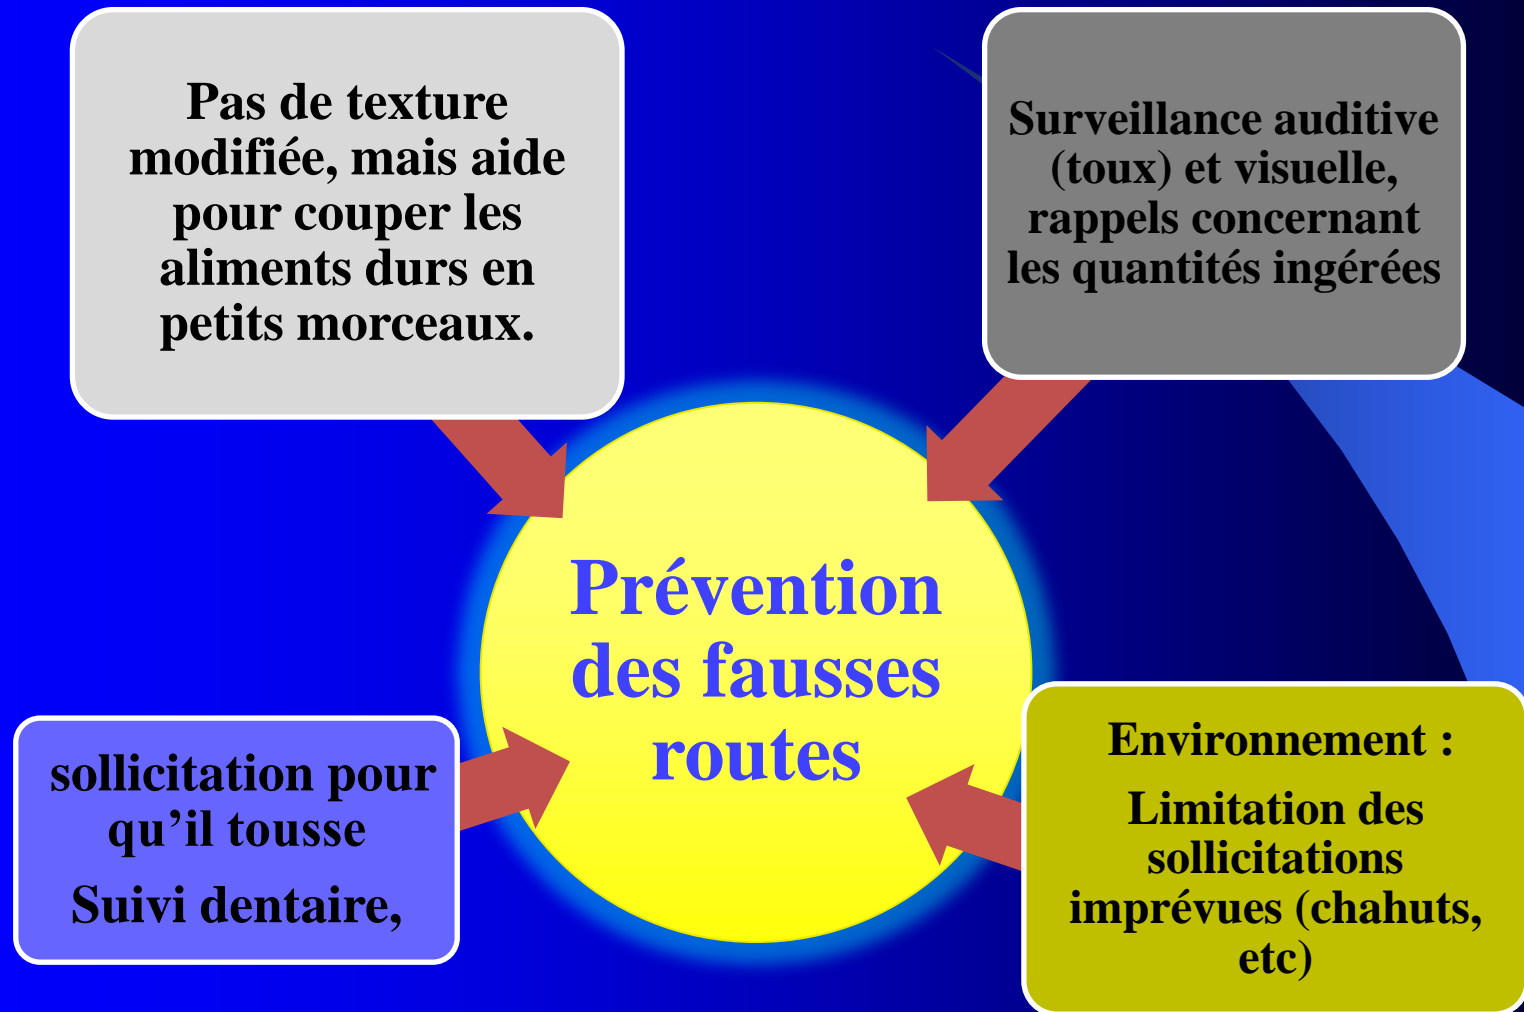 Pas de texture
modifiée, mais aide
pour couper les
aliments durs en
petits morceaux.
Surveillance auditive
(toux) et visuelle,
rappels concernant
les quantités ingérées
Prévention
des fausses
routes
sollicitation pour
qu’il tousse
Suivi dentaire,
Environnement :
Limitation des
sollicitations
imprévues (chahuts,
etc)